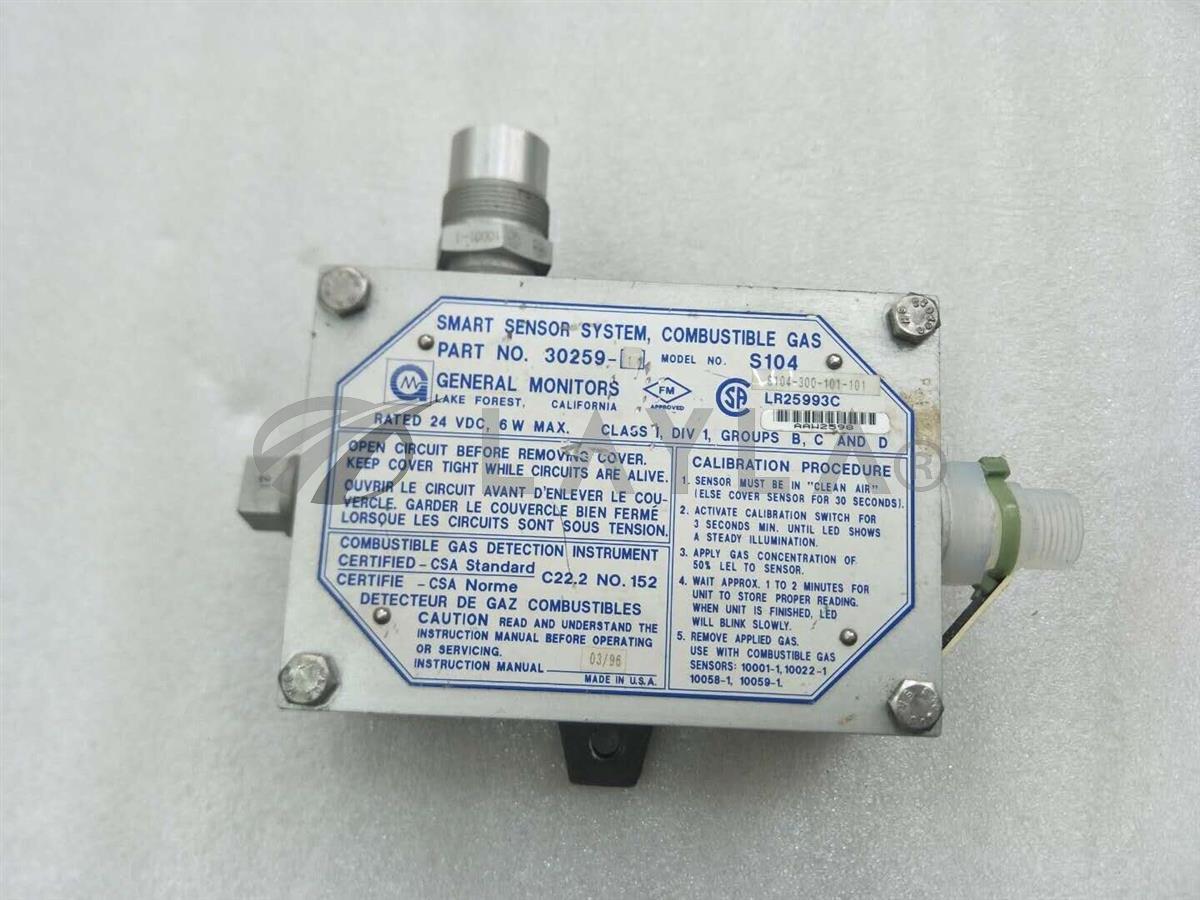 SMART SENSOR SYSTEM, COMBUSTIBLE GAS
PART NO. 30259- MODEL NO. S104
S104-300-101-101
GENERAL MONITORS
LAKE FOREST, CALIFORNIA
FM
APPROVED
SA
LR25993C
AAW2598
RATED 24 VDC, 6W MAX. CLASS 1, DIV 1, GROUPS B, C AND D
OPEN CIRCUIT BEFORE REMOVING COVER.
KEEP COVER TIGHT WHILE CIRCUITS ARE ALIVE.
OUVRIR LE CIRCUIT AVANT D'ENLEVER LE COU-
VERCLE. GARDER LE COUVERCLE BIEN FERMÉ
LORSQUE LES CIRCUITS SONT SOUS TENSION.
COMBUSTIBLE GAS DETECTION INSTRUMENT
CERTIFIED - CSA Standard
CERTIFIE - CSA Norme
C22.2 NO. 152
DETECTEUR DE GAZ COMBUSTIBLES
CAUTION READ AND UNDERSTAND THE
INSTRUCTION MANUAL BEFORE OPERATING
OR SERVICING.
INSTRUCTION MANUAL 03/96
MADE IN U.S.A.
CALIBRATION PROCEDURE
1. SENSOR MUST BE IN "CLEAN AIR"
(ELSE COVER SENSOR FOR 30 SECONDS).
2. ACTIVATE CALIBRATION SWITCH FOR
3 SECONDS MIN. UNTIL LED SHOWS
A STEADY ILLUMINATION.
3. APPLY GAS CONCENTRATION OF
50% LEL TO SENSOR.
4. WAIT APPROX. 1 TO 2 MINUTES FOR
UNIT TO STORE PROPER READING.
WHEN UNIT IS FINISHED, LED
WILL BLINK SLOWLY.
5. REMOVE APPLIED GAS.
USE WITH COMBUSTIBLE GAS
SENSORS: 10001-1, 10022-1
10058-1, 10059-1.
10001-1
LAYLA®